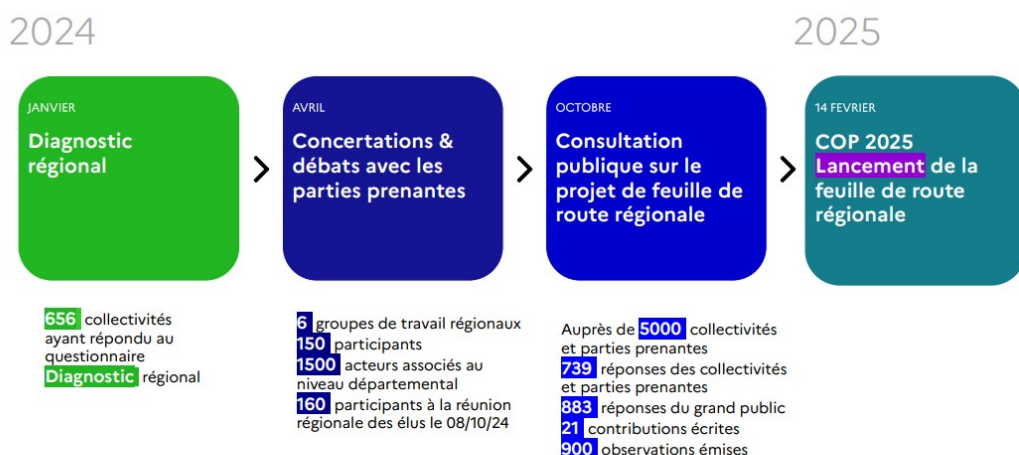 2024
2025
JANVIER
Diagnostic
régional
AVRIL
Concertations &
débats avec les
parties prenantes
OCTOBRE
Consultation
publique sur le
projet de feuille de
route régionale
14 FEVRIER
COP 2025
Lancement de la
feuille de route
régionale
656 collectivités
ayant répondu au
questionnaire
Diagnostic régional
6 groupes de travail régionaux
150 participants
1500 acteurs associés au
niveau départemental
160 participants à la réunion
régionale des élus le 08/10/24
Auprès de 5000 collectivités
et parties prenantes
739 réponses des collectivités
et parties prenantes
883 réponses du grand public
21 contributions écrites
900 observations émises